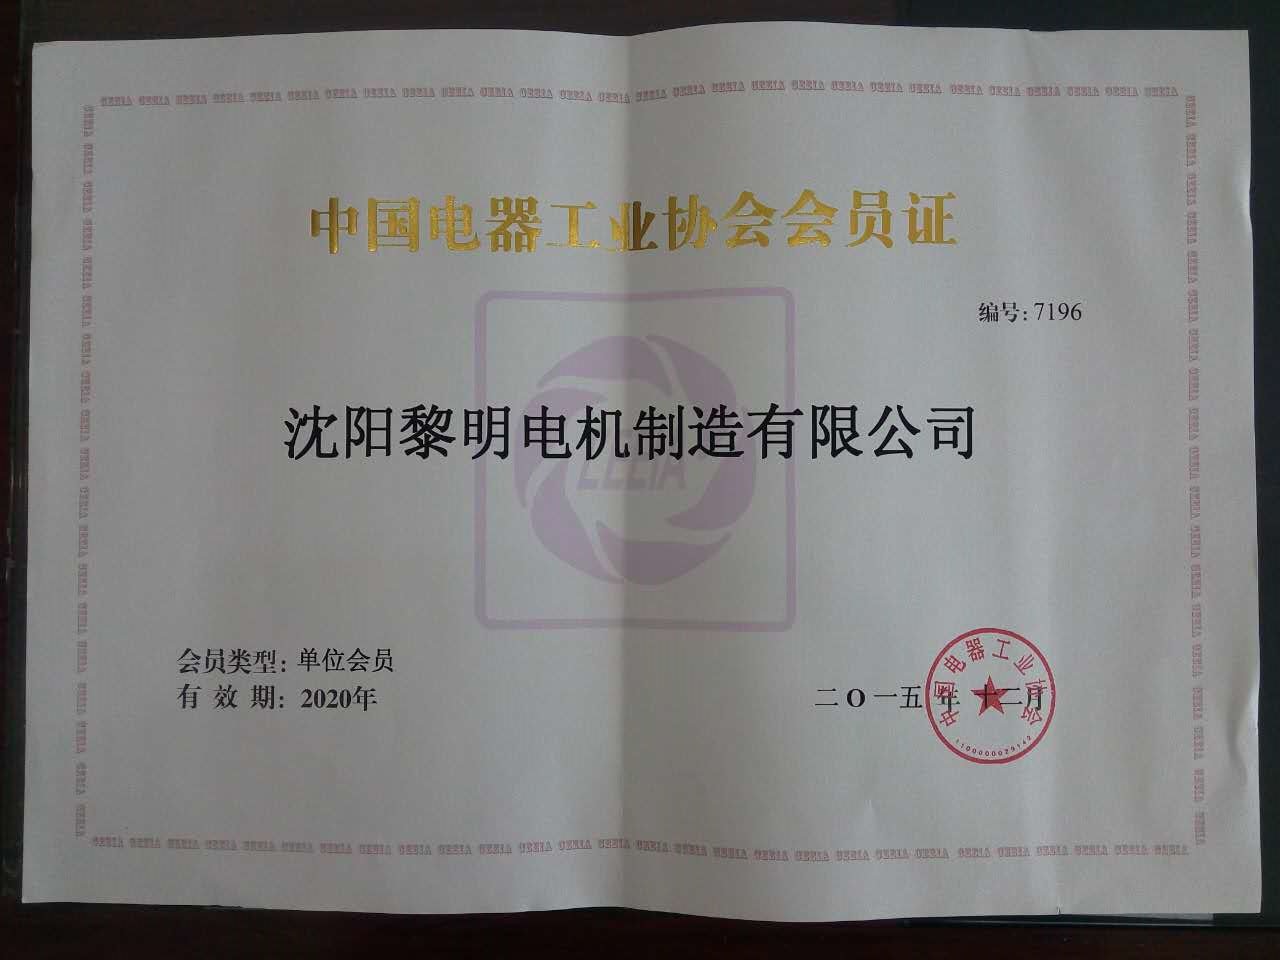 中国电器工业协会会员证
编号: 7196
沈阳黎明电机制造有限公司
CEEIA
会员类型: 单位会员
有 效 期: 2020年
二O一五 年 十二月
中国电器工业协会
1100000029142